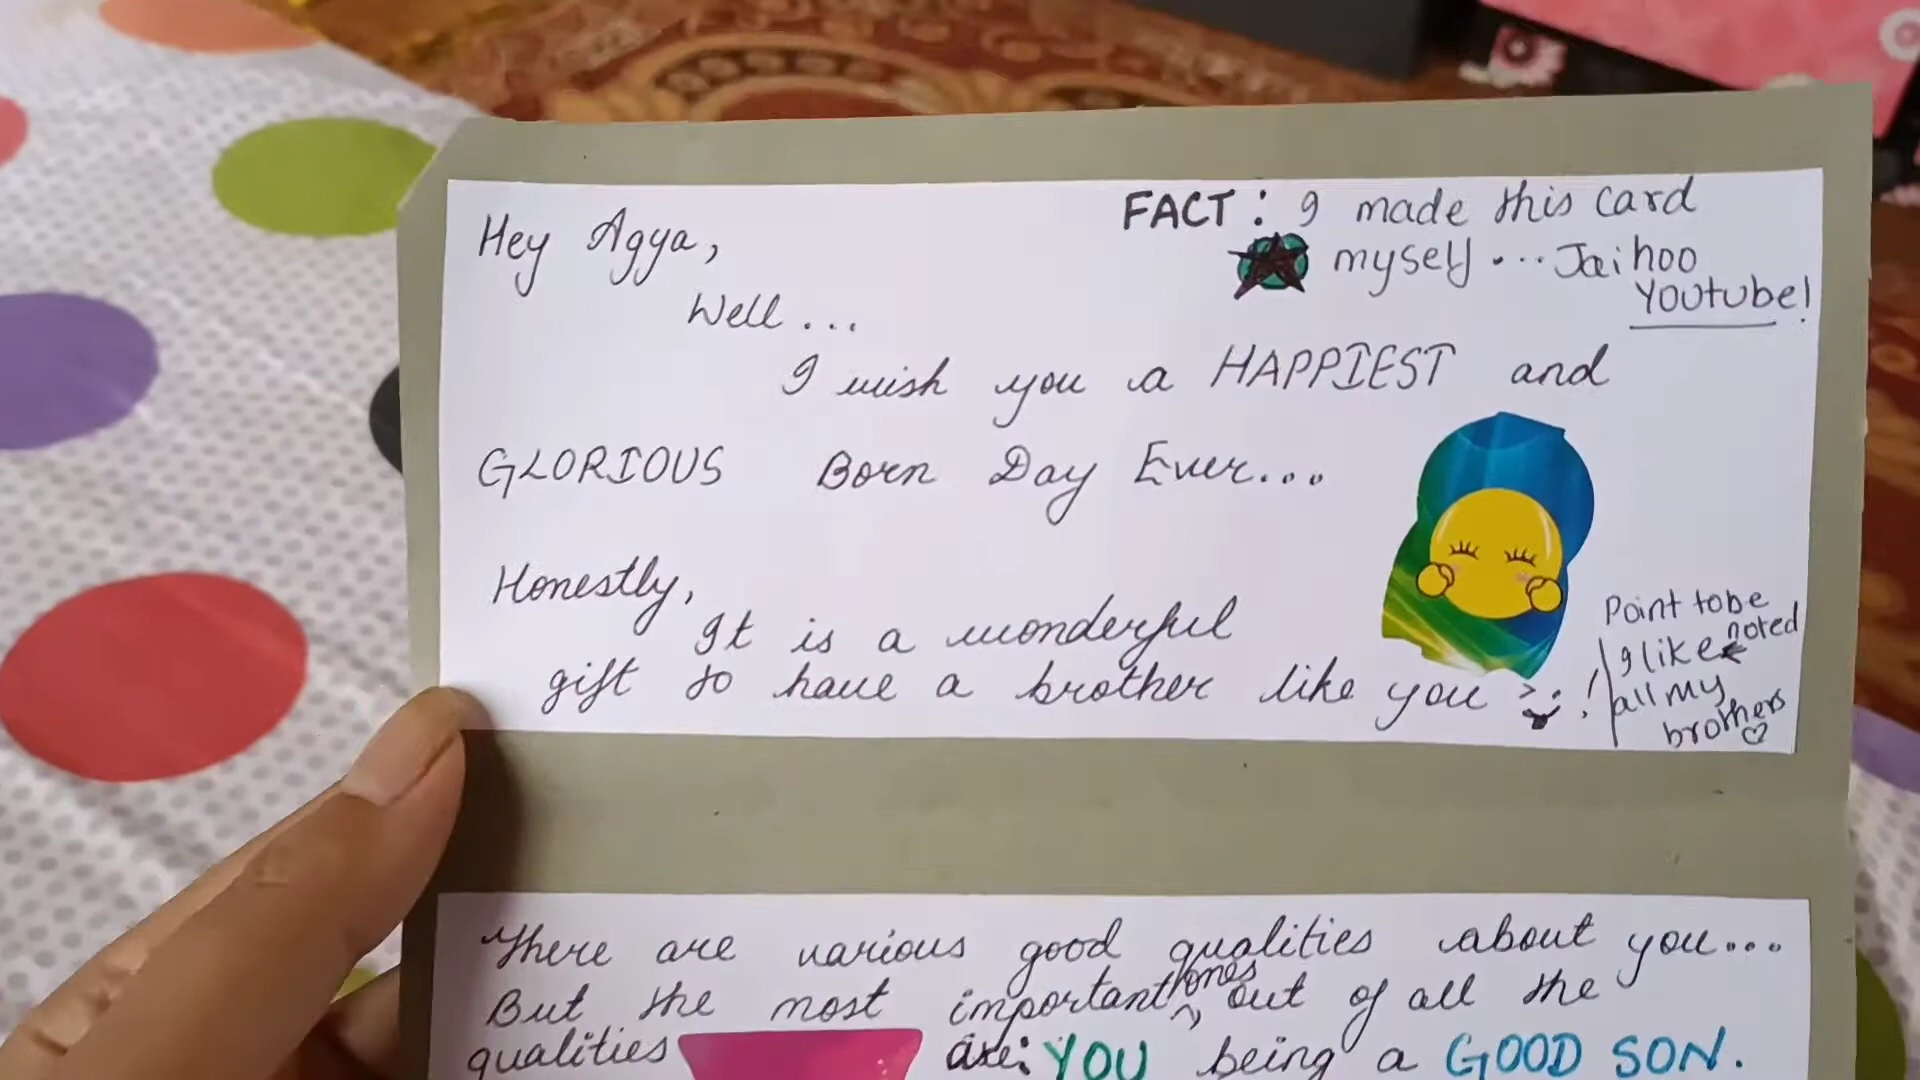 Hey Agya,
FACT: I made this card
myself ... Jaihoo
Youtube!
Well ...
I wish you a HAPPIEST and
GLORIOUS Born Day Ever...
Honestly,
It is a wonderful
gift to have a brother like you !
Point to be
noted
I like
all my
brothers
There are various good qualities about you...
But the most important ones out of all the
qualities are: YOU being a GOOD SON.